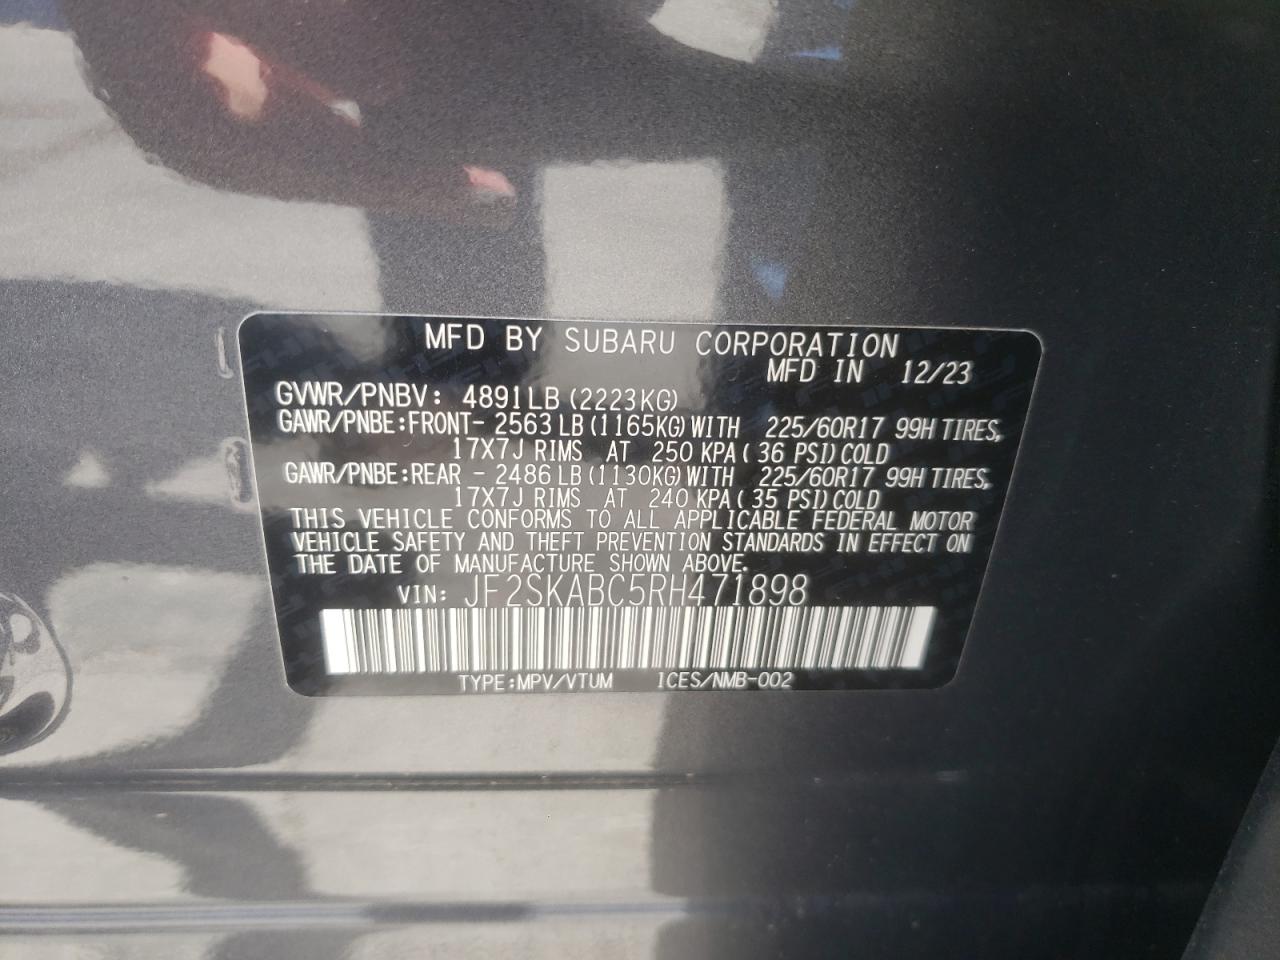 MFD BY SUBARU CORPORATION
MFD IN 12/23
GVWR/PNBV: 4891LB (2223KG)
GAWR/PNBE:FRONT- 2563LB (1165KG)WITH 225/60R17 99H TIRES,
17X7J RIMS AT 250 KPA( 36 PSI)COLD
GAWR/PNBE:REAR - 2486LB (1130KG)WITH 225/60R17 99H TIRES,
17X7J RIMS AT 240 KPA( 35 PSI)COLD
THIS VEHICLE CONFORMS TO ALL APPLICABLE FEDERAL MOTOR
VEHICLE SAFETY AND THEFT PREVENTION STANDARDS IN EFFECT ON
THE DATE OF MANUFACTURE SHOWN ABOVE.
VIN: JF2SKABC5RH471898
TYPE:MPV/VTUM ICES/NMB-002